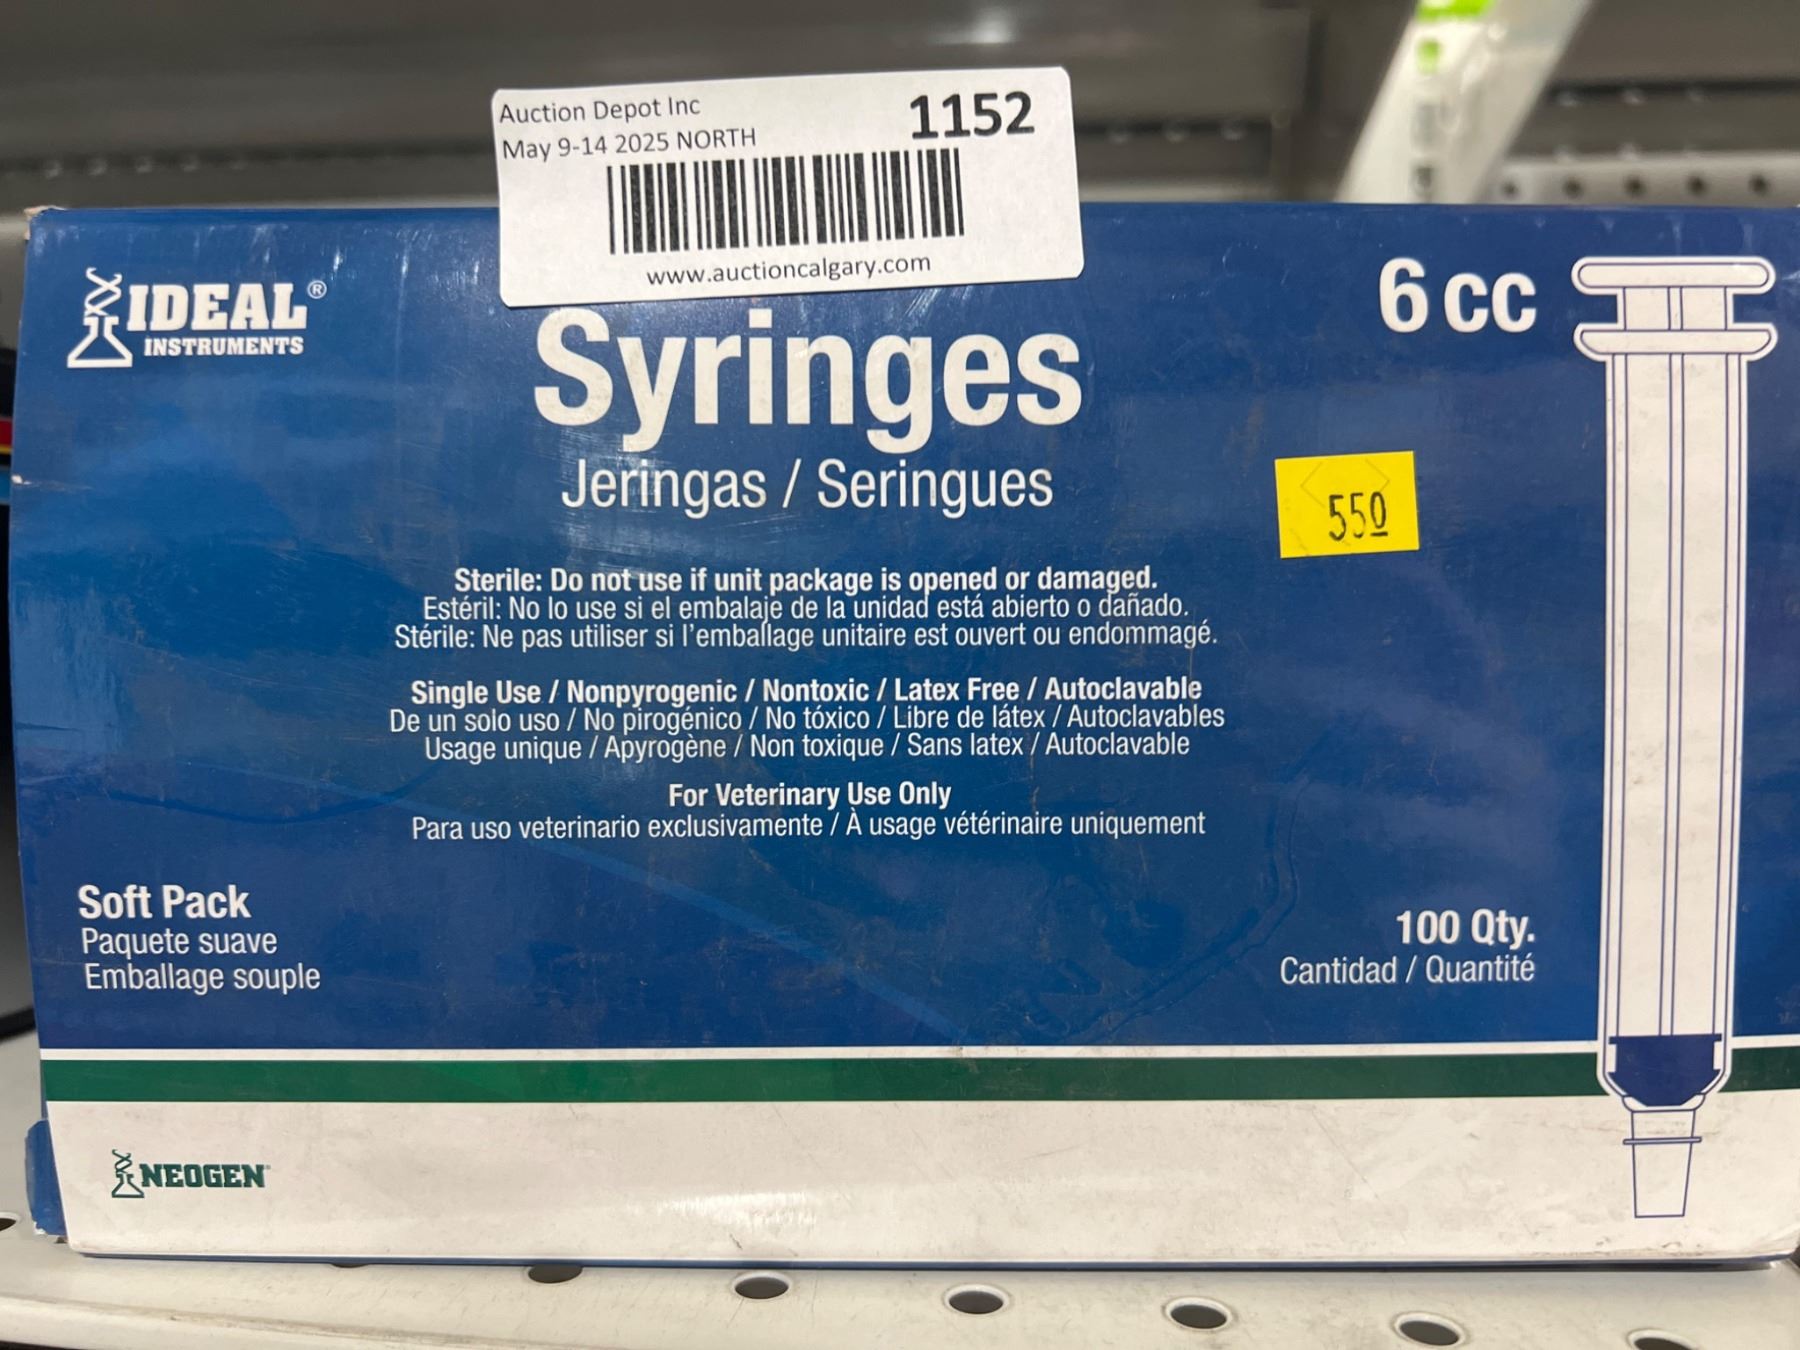 Auction Depot Inc
1152
May 9-14 2025 NORTH
www.auctioncalgary.com
IDEAL®
INSTRUMENTS
6 cc
Syringes
Jeringas / Seringues
550
Sterile: Do not use if unit package is opened or damaged.
Estéril: No lo use si el embalaje de la unidad está abierto o dañado.
Stérile: Ne pas utiliser si l'emballage unitaire est ouvert ou endommagé.
Single Use / Nonpyrogenic / Nontoxic / Latex Free / Autoclavable
De un solo uso / No pirogénico / No tóxico / Libre de látex / Autoclavables
Usage unique / Apyrogène / Non toxique / Sans latex / Autoclavable
For Veterinary Use Only
Para uso veterinario exclusivamente / À usage vétérinaire uniquement
Soft Pack
Paquete suave
Emballage souple
100 Qty.
Cantidad / Quantité
NEOGEN